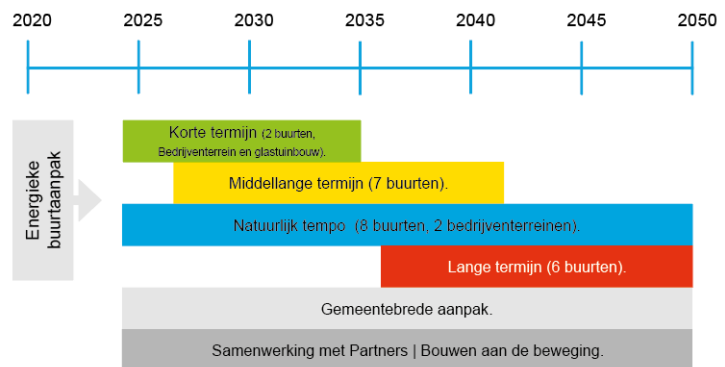 2020 2025 2030 2035 2040 2045 2050
Energieke
buurtaanpak
Korte termijn (2 buurten,
Bedrijventerrein en glastuinbouw).
Middellange termijn (7 buurten).
Natuurlijk tempo (8 buurten, 2 bedrijventerreinen).
Lange termijn (6 buurten).
Gemeentebrede aanpak.
Samenwerking met Partners | Bouwen aan de beweging.